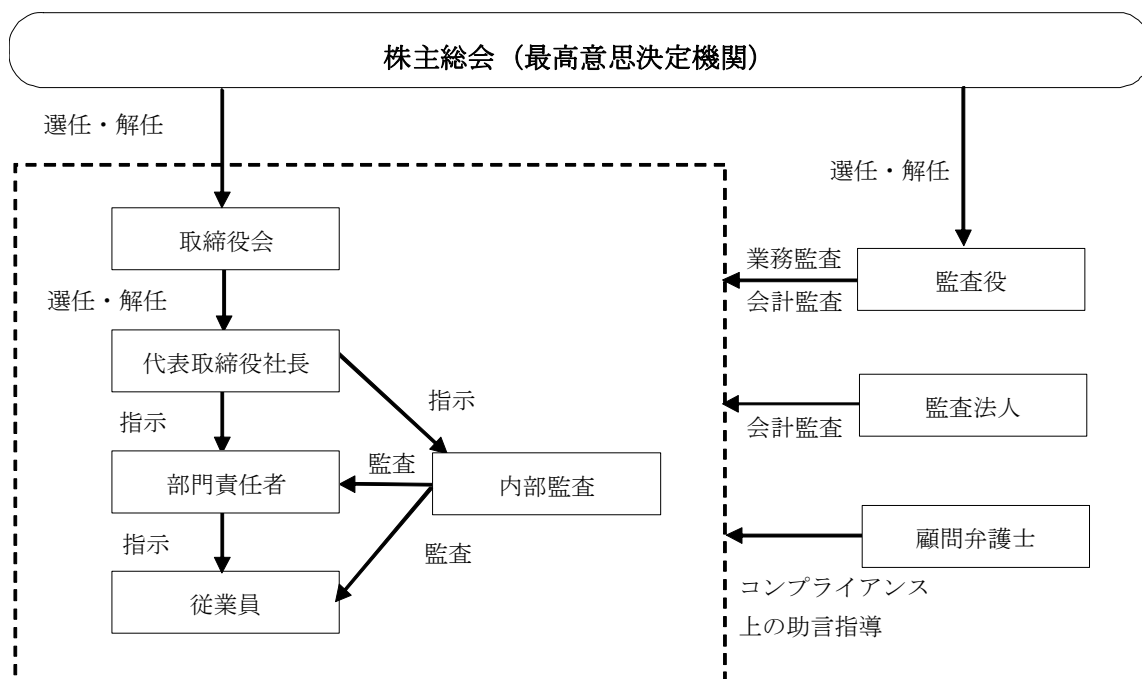 株主総会（最高意思決定機関）
選任・解任
選任・解任
取締役会
業務監査
監査役
選任・解任
会計監査
代表取締役社長
指示
監査法人
指示
会計監査
監査
部門責任者
内部監査
顧問弁護士
指示
監査
コンプライアンス
従業員
上の助言指導